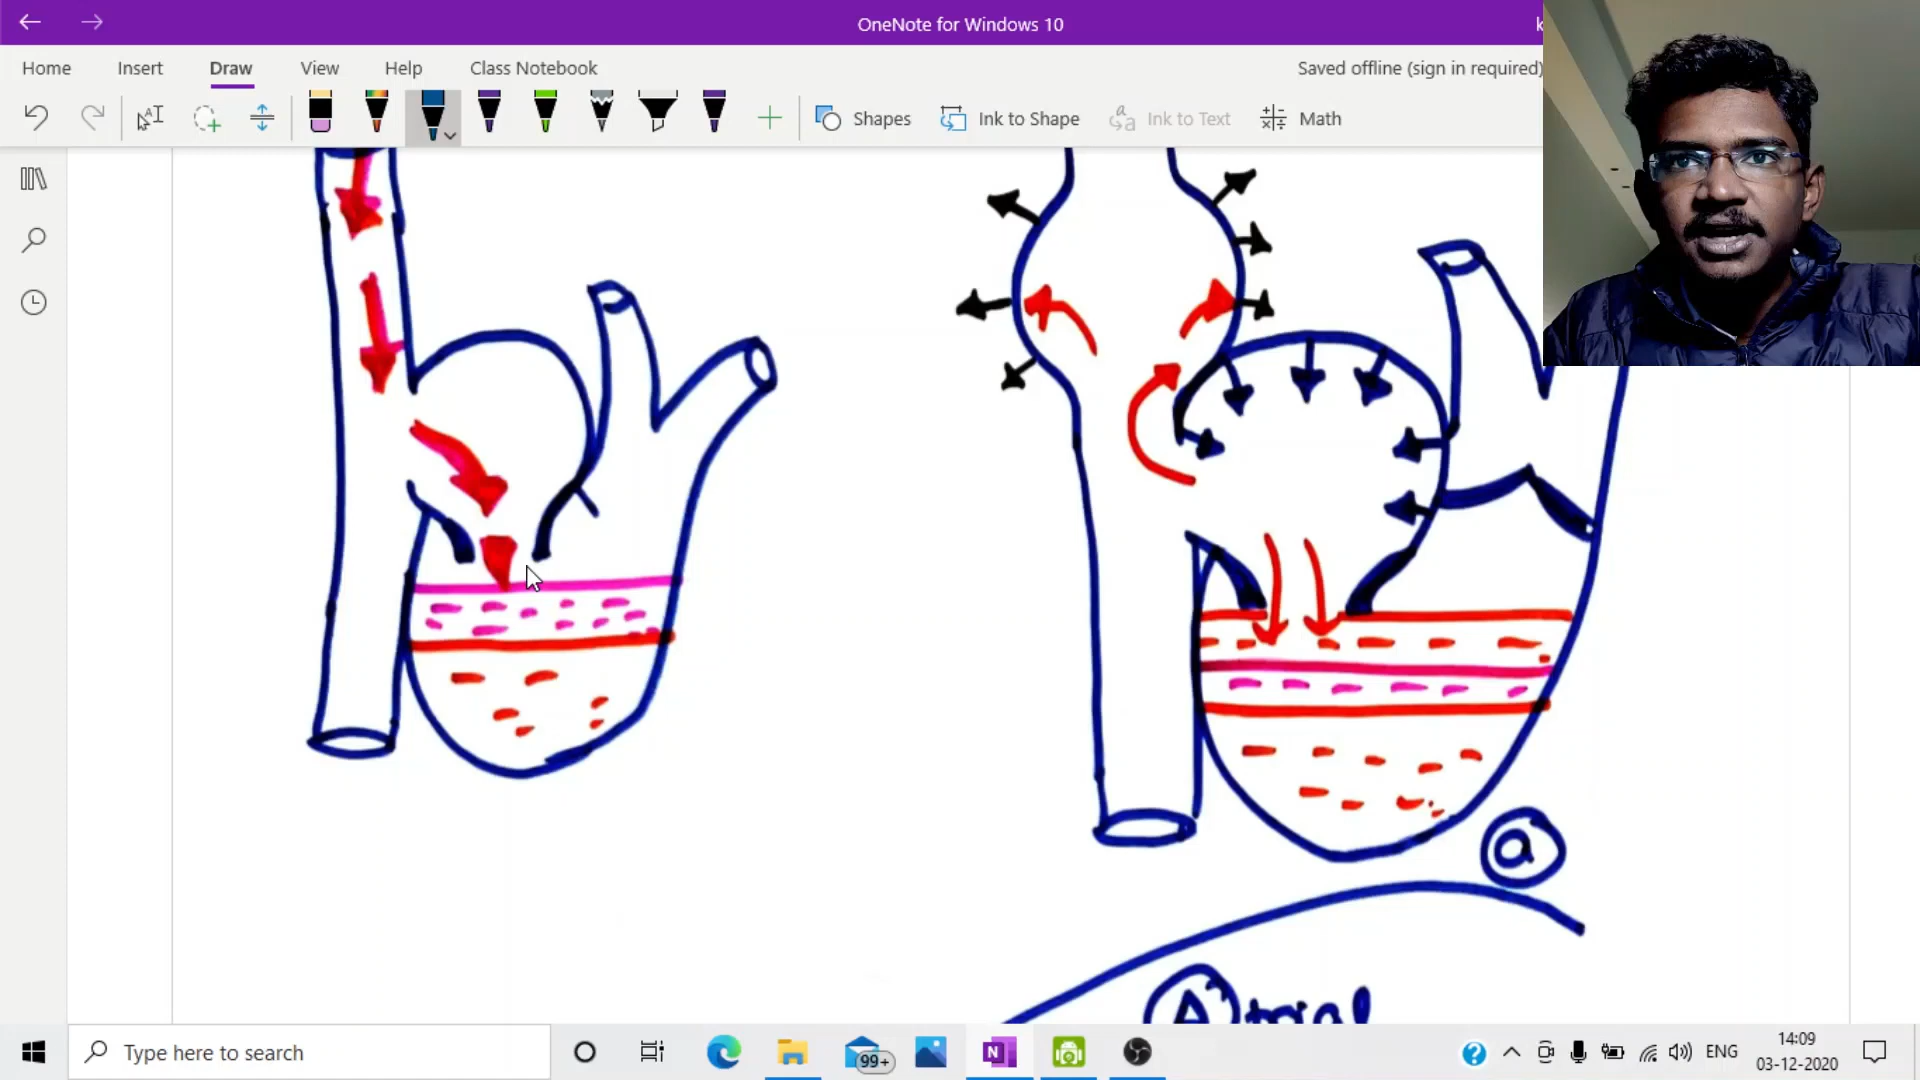 OneNote for Windows 10
k
Home Insert Draw View Help Class Notebook Saved offline (sign in required)
Shapes Ink to Shape Ink to Text Math
a
Atrial
Type here to search
99+
ENG
14:09
03-12-2020